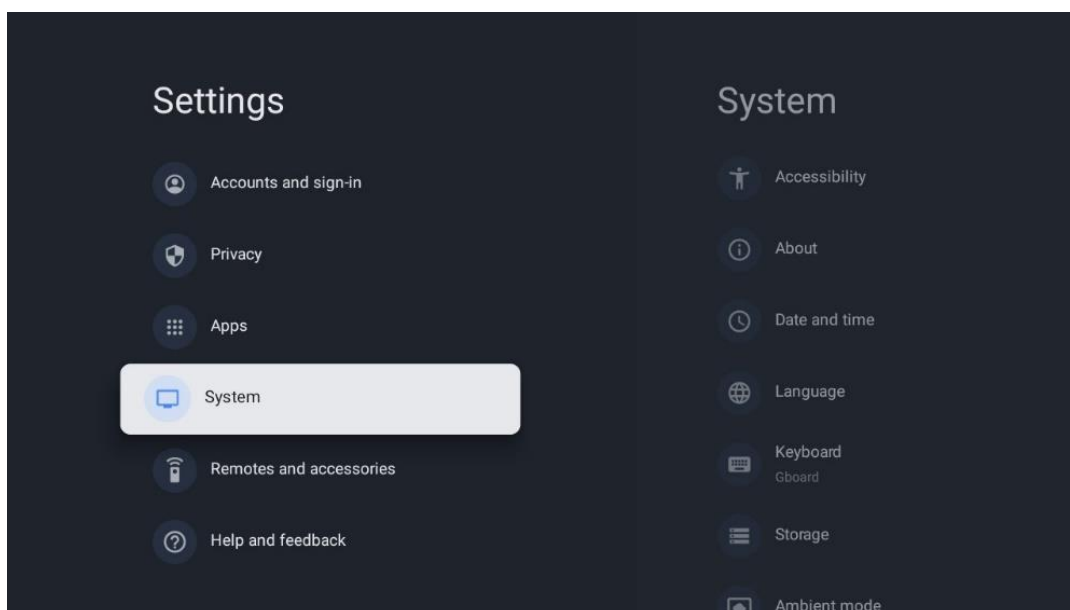 Settings
Accounts and sign-in
Privacy
Apps
System
Remotes and accessories
Help and feedback
System
Accessibility
About
Date and time
Language
Keyboard
Gboard
Storage
Ambient mode